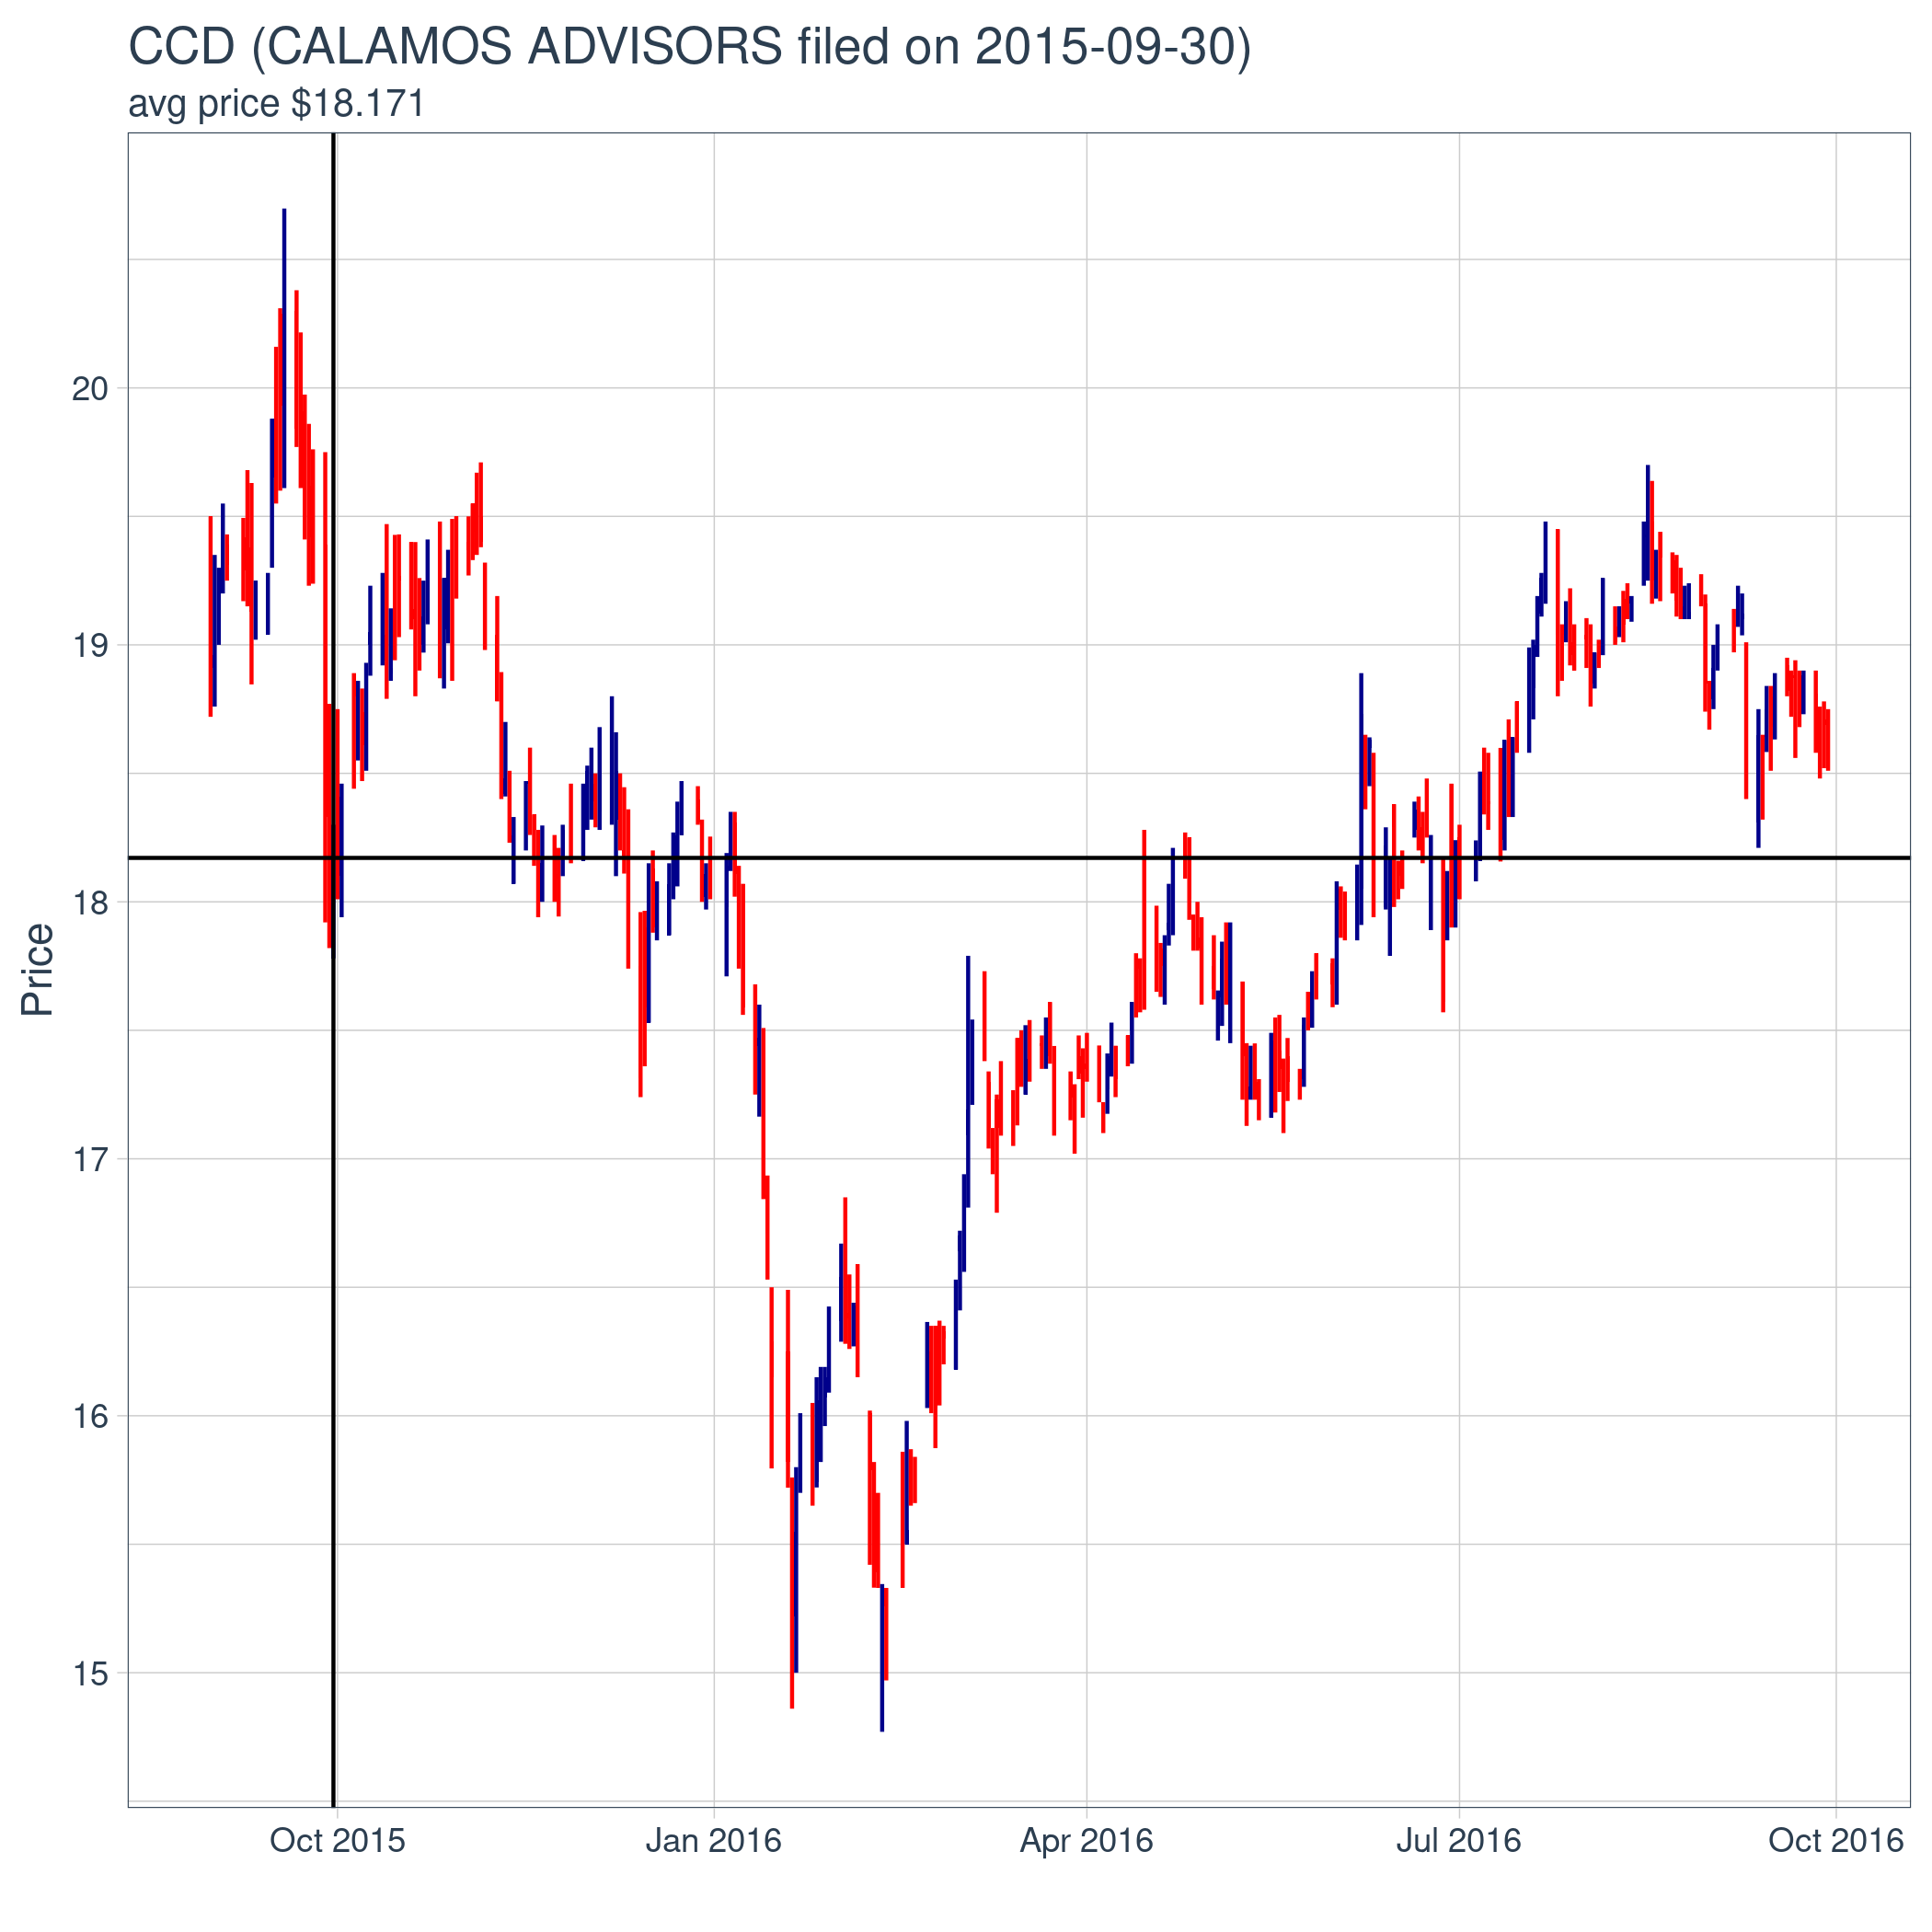 CCD (CALAMOS ADVISORS filed on 2015-09-30)
avg price $18.171
Price
20
19
18
17
16
15
Oct 2015
Jan 2016
Apr 2016
Jul 2016
Oct 2016